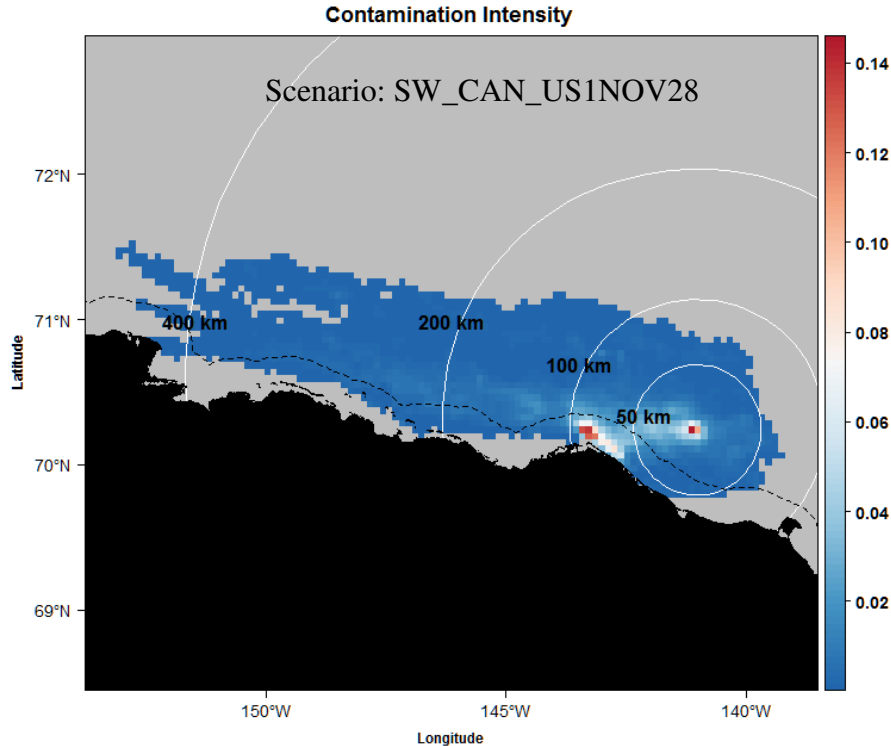 Contamination Intensity
Scenario: SW_CAN_US1NOV28
72°N
71°N
70°N
69°N
Latitude
400 km
200 km
100 km
50 km
150°W
145°W
140°W
Longitude
0.14
0.12
0.10
0.08
0.06
0.04
0.02